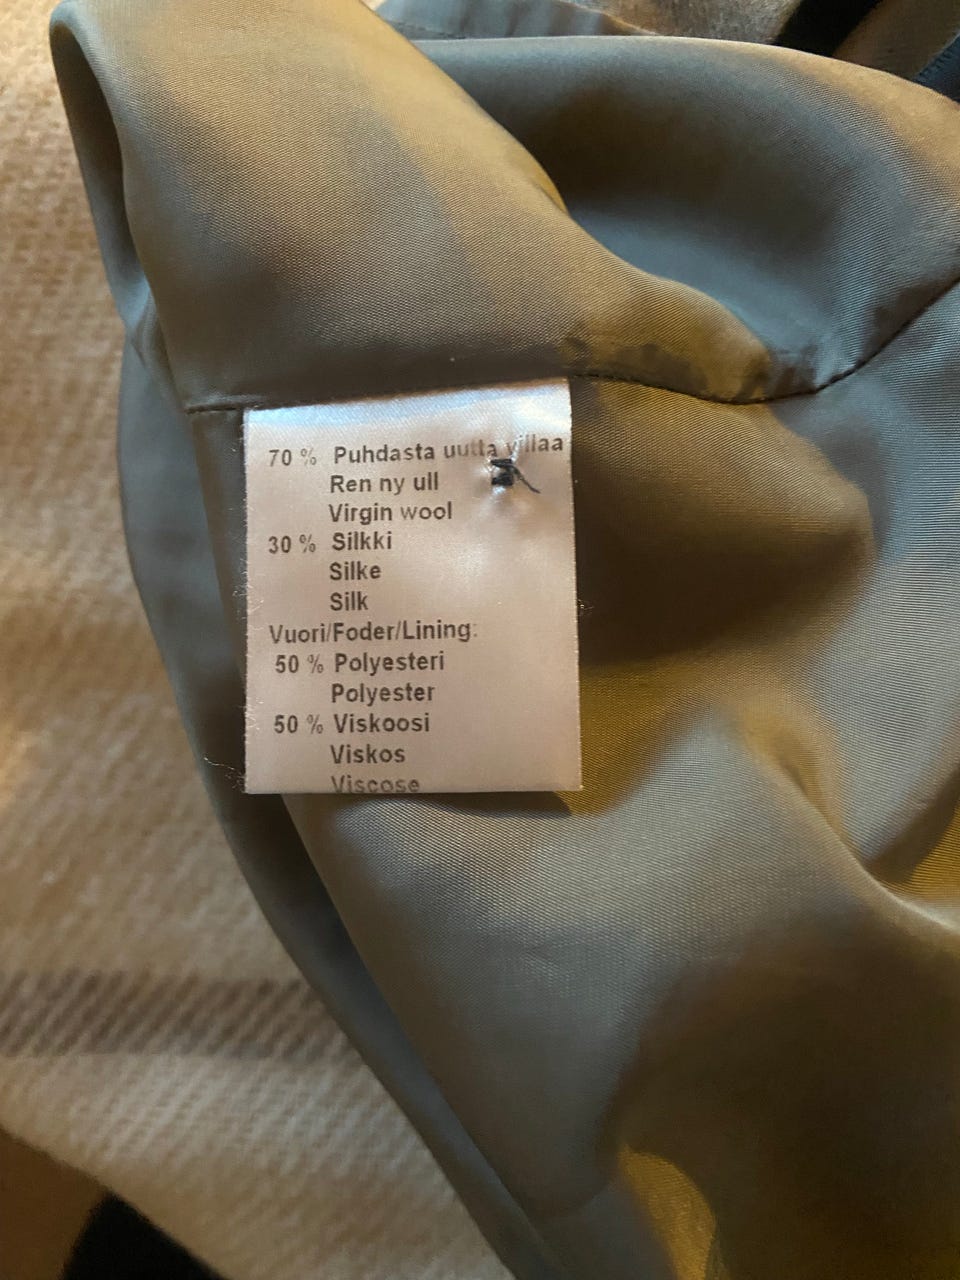 70 % Puhdasta uutta villaa
Ren ny ull
Virgin wool
30 % Silkki
Silke
Silk
Vuori/Foder/Lining:
50 % Polyesteri
Polyester
50 % Viskoosi
Viskos
Viscose